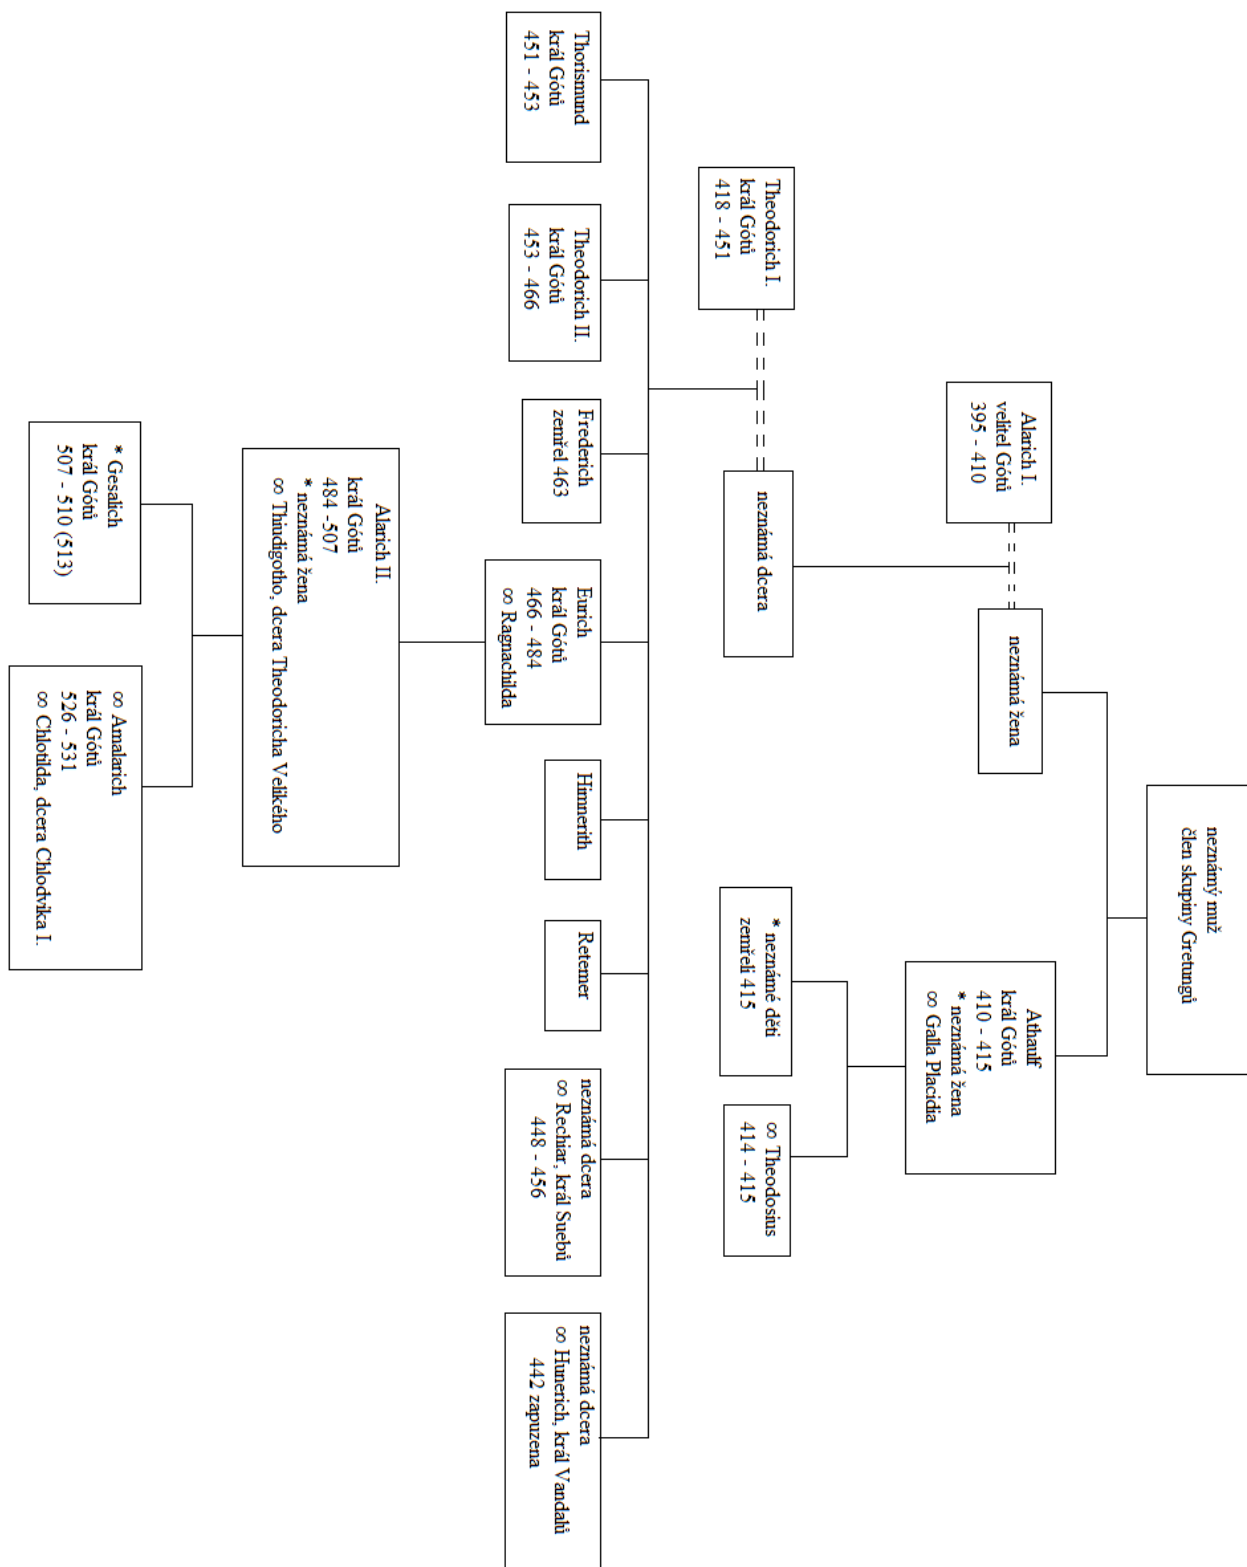 neznámý muž
člen skupiny Gretungů
Alarich I.
velitel Gótů
395 - 410
neznámá žena
Athaulf
král Gótů
410 - 415
* neznámá žena
∞ Galla Placidia
Theodorich I.
král Gótů
418 - 451
neznámá dcera
* neznámé děti
zemřeli 415
∞ Theodosius
414 - 415
Thorismund
král Gótů
451 - 453
Theodorich II.
král Gótů
453 - 466
Frederich
zemřel 463
Eurich
král Gótů
466 - 484
∞ Ragnachilda
Himnerith
Retemer
neznámá dcera
∞ Rechiar, král Suebů
448 - 456
neznámá dcera
∞ Hunerich, král Vandalů
442 zapuzena
Alarich II.
král Gótů
484 -507
* neznámá žena
∞ Thiudigotho, dcera Theodoricha Velikého
* Gesalich
král Gótů
507 - 510 (513)
∞ Amalarich
král Gótů
526 - 531
∞ Chlotilda, dcera Chlodvika I.